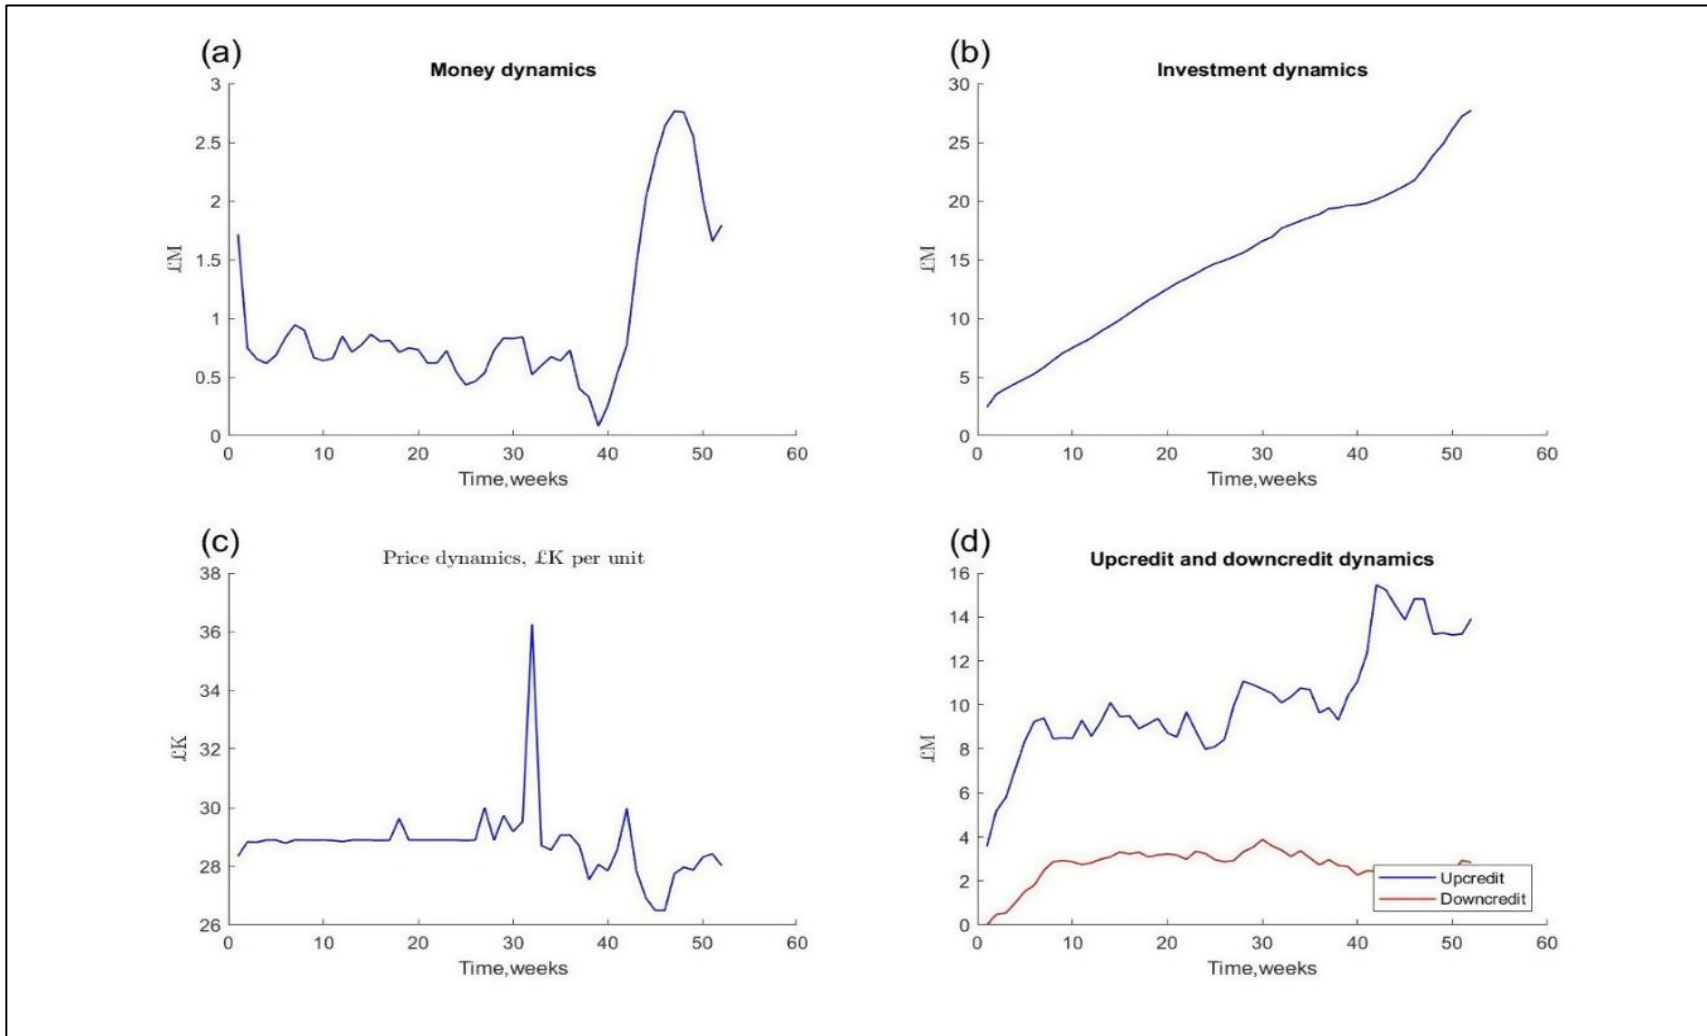 (a)
Money dynamics
3
2.5
2
1.5
1
0.5
0
£M
0 10 20 30 40 50 60
Time,weeks
(b)
Investment dynamics
30
25
20
15
10
5
0
£M
0 10 20 30 40 50 60
Time,weeks
(c)
Price dynamics, £K per unit
38
36
34
32
30
28
26
£K
0 10 20 30 40 50 60
Time,weeks
(d)
Upcredit and downcredit dynamics
16
14
12
10
8
6
4
2
0
£M
Upcredit
Downcredit
0 10 20 30 40 50 60
Time,weeks